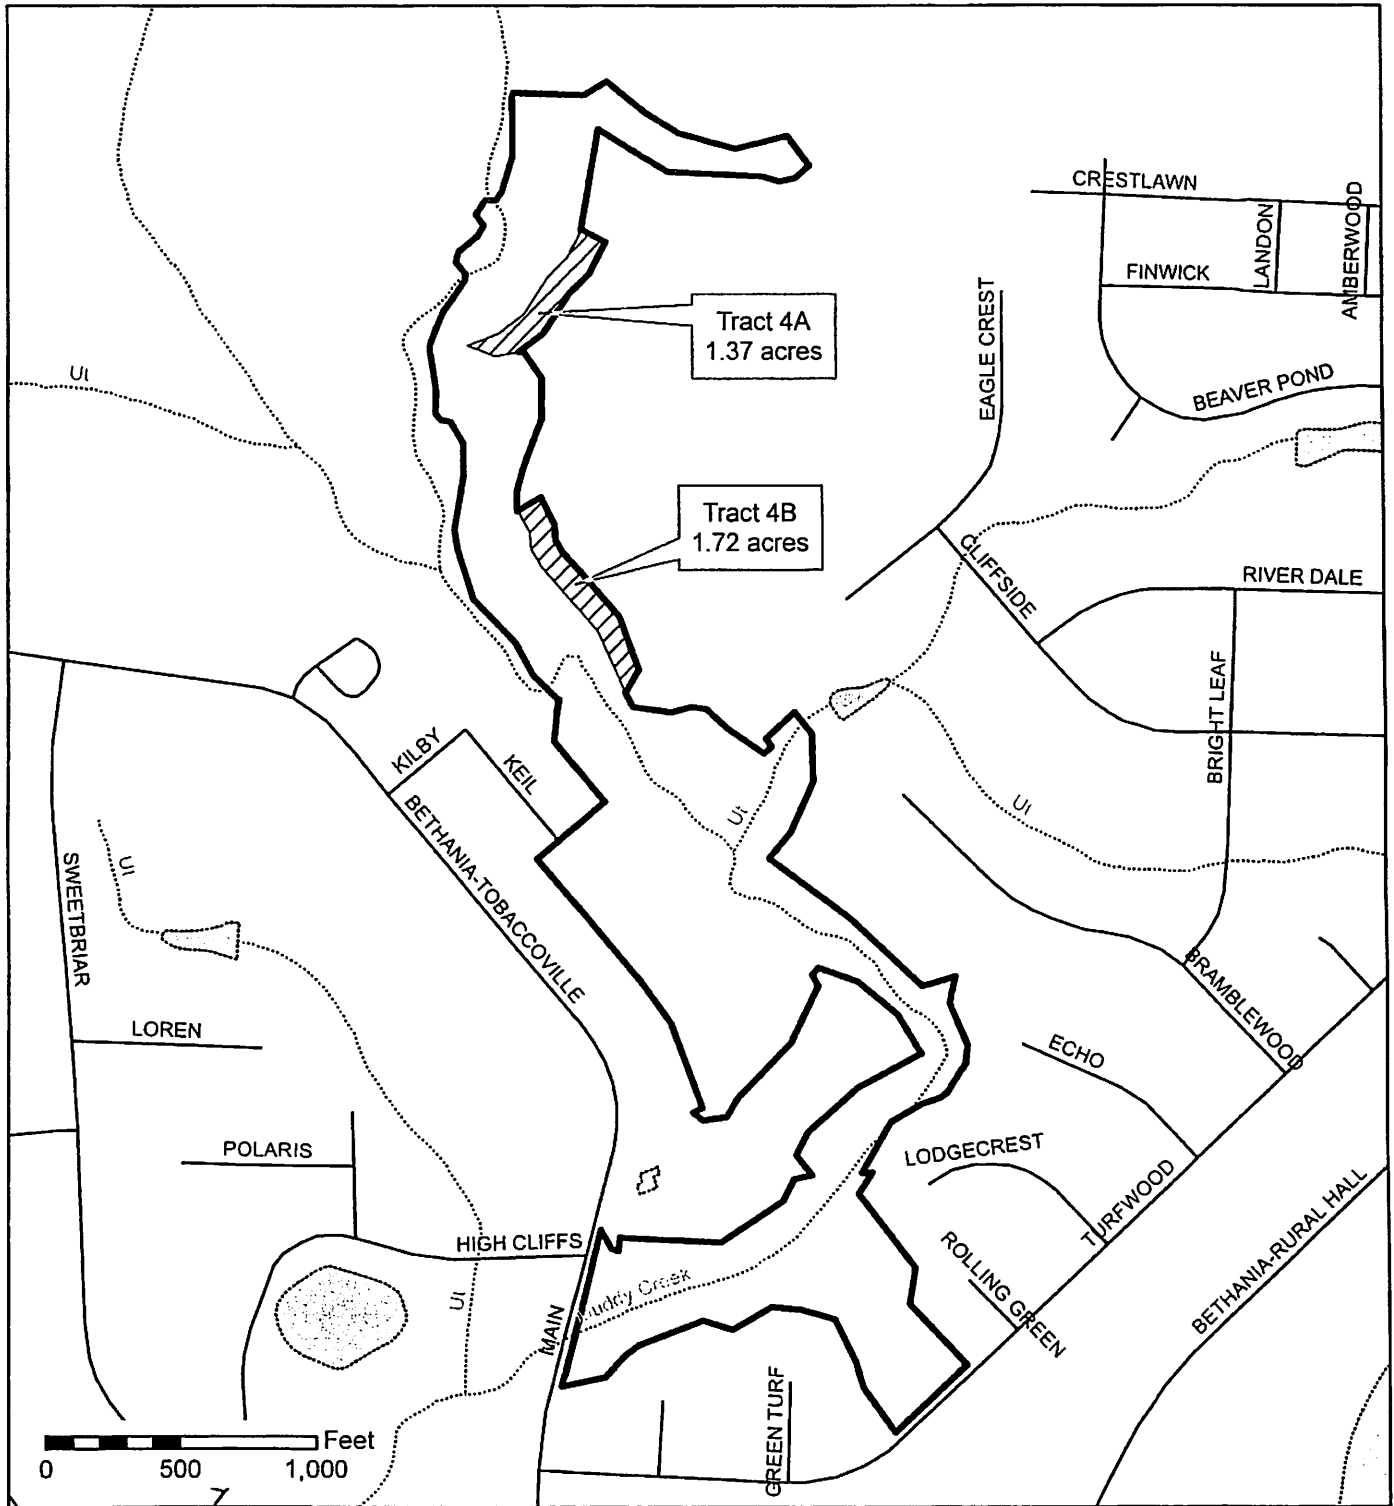 CRESTLAWN
LANDON
AMBERWOOD
FINWICK
EAGLE CREST
Tract 4A
1.37 acres
Ut
BEAVER POND
Tract 4B
1.72 acres
CLIFFSIDE
RIVER DALE
BRIGHT LEAF
KILBY
KEIL
BETHANIA-TOBACCOVILLE
Ut
Ut
Ut
SWEETBRIAR
BRAMBLEWOOD
LOREN
ECHO
POLARIS
LODGECREST
TURFWOOD
BETHANIA-RURAL HALL
HIGH CLIFFS
ROLLING GREEN
Muddy Creek
Ut
MAIN
GREEN TURF
Feet
0 500 1,000